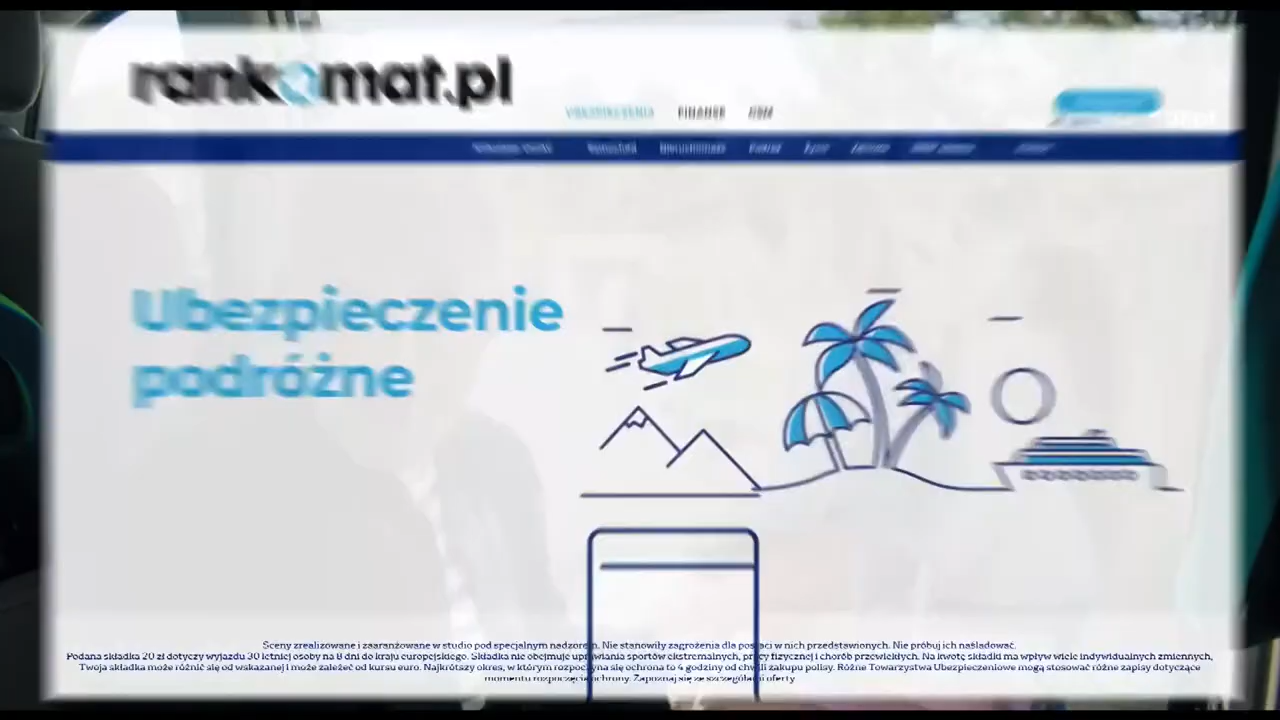 rankomat.pl
UBEZPIECZENIA FINANSE GSM
Ubezpieczenie
podróżne
Sceny zrealizowane i zaaranżowane w studio pod specjalnym nadzorem. Nie stanowiły zagrożenia dla postaci w nich przedstawionych. Nie próbuj ich naśladować.
Podana składka 20 zł dotyczy wyjazdu 30 letniej osoby na 8 dni do kraju europejskiego. Składka nie obejmuje uprawiania sportów ekstremalnych, pracy fizycznej i chorób przewlekłych. Na kwotę składki ma wpływ wiele indywidualnych zmiennych,
Twoja składka może różnić się od wskazanej i może zależeć od kursu euro. Najkrótszy okres, w którym rozpoczyna się ochrona to 4 godziny od chwili zakupu polisy. Różne Towarzystwa Ubezpieczeniowe mogą stosować różne zapisy dotyczące
momentu rozpoczęcia ochrony. Zapoznaj się ze szczegółami oferty